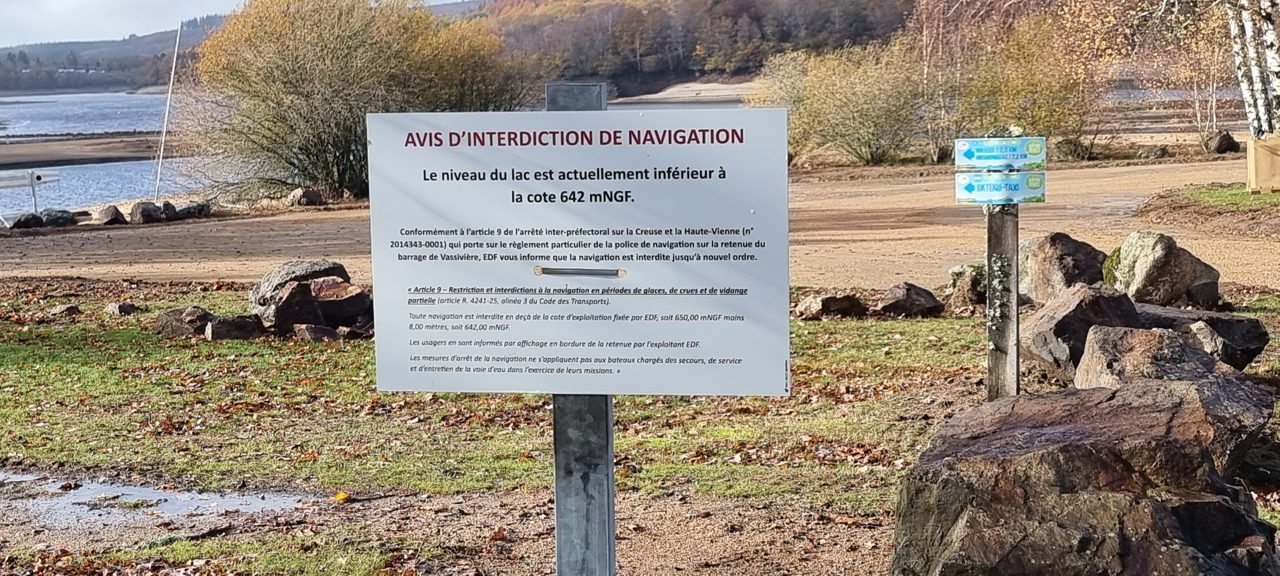 AVIS D'INTERDICTION DE NAVIGATION
Le niveau du lac est actuellement inférieur à
la cote 642 mNGF.
Conformément à l'article 9 de l'arrêté inter-préfectoral sur la Creuse et la Haute-Vienne (n°
2014343-0001) qui porte sur le règlement particulier de la police de navigation sur la retenue du
barrage de Vassivière, EDF vous informe que la navigation est interdite jusqu'à nouvel ordre.
« Article 9 – Restriction et interdictions à la navigation en périodes de glaces, de crues et de vidange
partielle (article R. 4241-25, alinéa 3 du Code des Transports).
Toute navigation est interdite en deçà de la cote d'exploitation fixée par EDF, soit 650,00 mNGF moins
8,00 mètres, soit 642,00 mNGF.
Les usagers en sont informés par affichage en bordure de la retenue par l'exploitant EDF.
Les mesures d'arrêt de la navigation ne s'appliquent pas aux bateaux chargés des secours, de service
et d'entretien de la voie d'eau dans l'exercice de leurs missions. »
BATEAU-TAXI